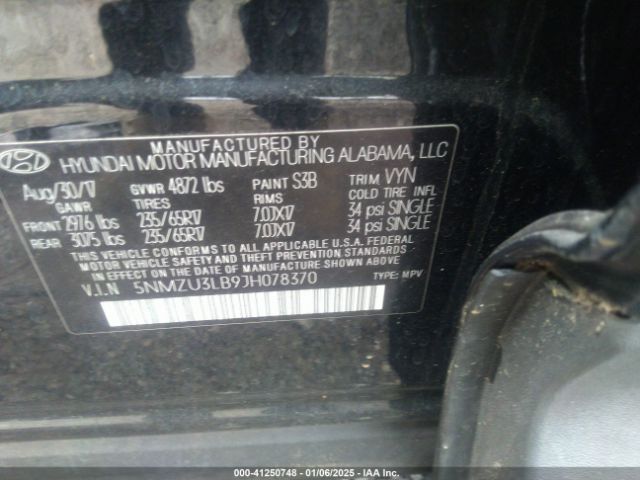 MANUFACTURED BY
HYUNDAI MOTOR MANUFACTURING ALABAMA, LLC
Aug/30/17 GVWR 4872 lbs PAINT S3B TRIM VYN
GAWR TIRES RIMS COLD TIRE INFL
FRONT 2976 lbs 235/65R17 7.0JX17 34 psi SINGLE
REAR 3075 lbs 235/65R17 7.0JX17 34 psi SINGLE
THIS VEHICLE CONFORMS TO ALL APPLICABLE U.S.A. FEDERAL
MOTOR VEHICLE SAFETY AND THEFT PREVENTION STANDARDS
IN EFFECT ON THE DATE OF MANUFACTURE SHOWN ABOVE.
V.I.N 5NMZU3LB9JH078370 TYPE: MPV
000-41250748 - 01/06/2025 - IAA Inc.